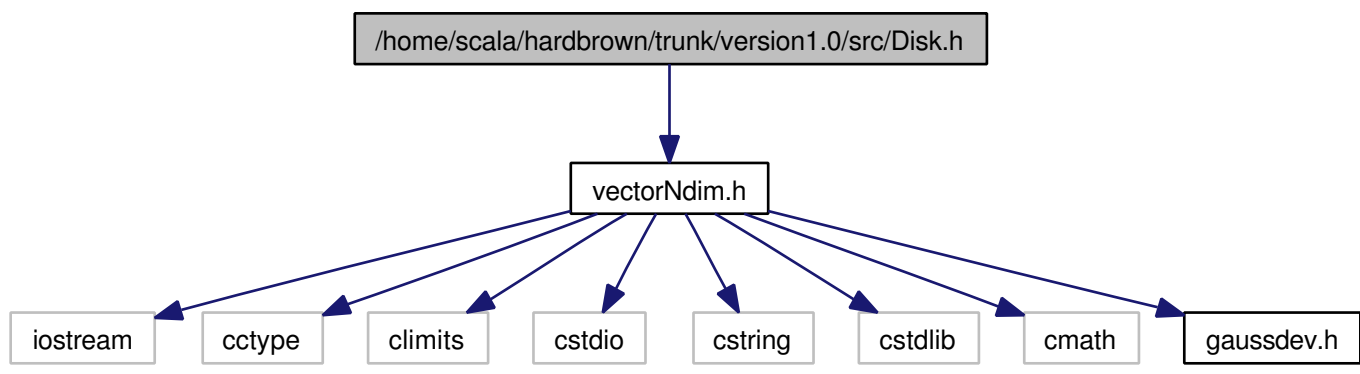 /home/scala/hardbrown/trunk/version1.0/src/Disk.h
vectorNdim.h
iostream
cctype
climits
cstdio
cstring
cstdlib
cmath
gaussdev.h